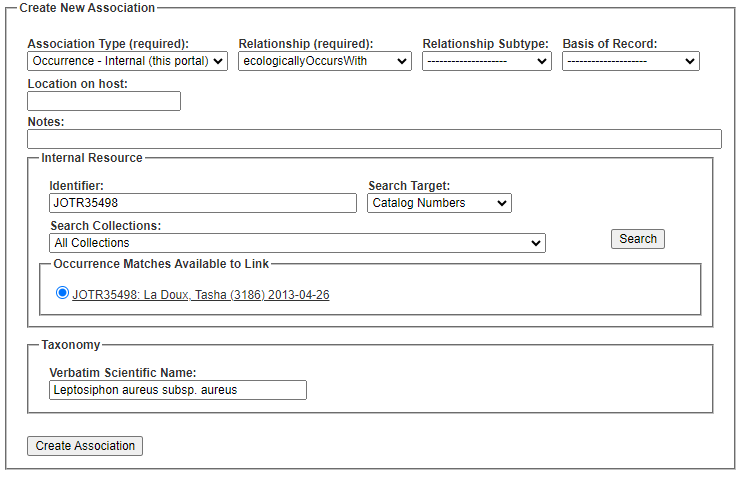 Create New Association
Association Type (required): Relationship (required): Relationship Subtype: Basis of Record:
Occurrence - Internal (this portal) ecologicallyOccursWith -------------------- --------------------
Location on host:
Notes:
Internal Resource
Identifier: Search Target:
JOTR35498 Catalog Numbers
Search Collections:
All Collections Search
Occurrence Matches Available to Link
JOTR35498: La Doux, Tasha (3186) 2013-04-26
Taxonomy
Verbatim Scientific Name:
Leptosiphon aureus subsp. aureus
Create Association